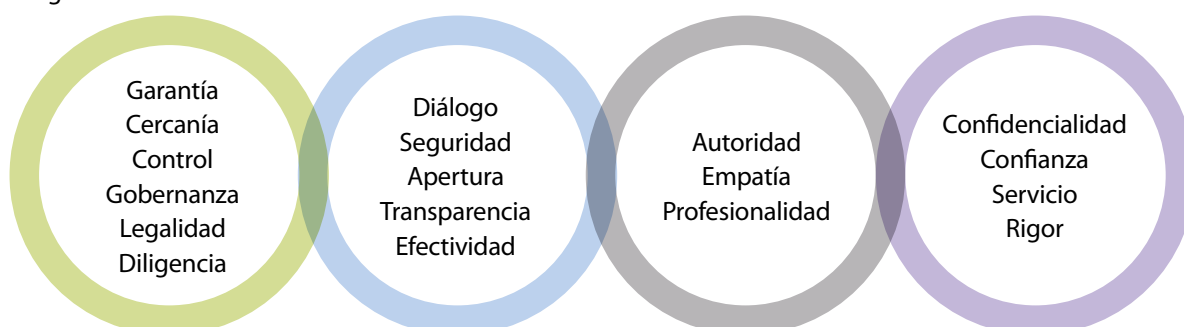 Garantía
Cercanía
Control
Gobernanza
Legalidad
Diligencia
Diálogo
Seguridad
Apertura
Transparencia
Efectividad
Autoridad
Empatía
Profesionalidad
Confidencialidad
Confianza
Servicio
Rigor